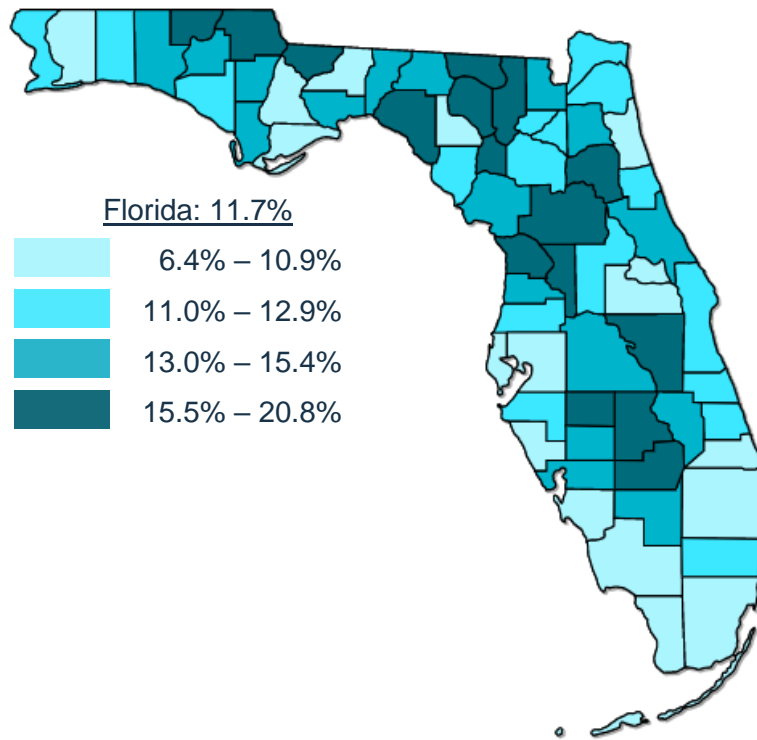 Florida: 11.7%
6.4% – 10.9%
11.0% – 12.9%
13.0% – 15.4%
15.5% – 20.8%